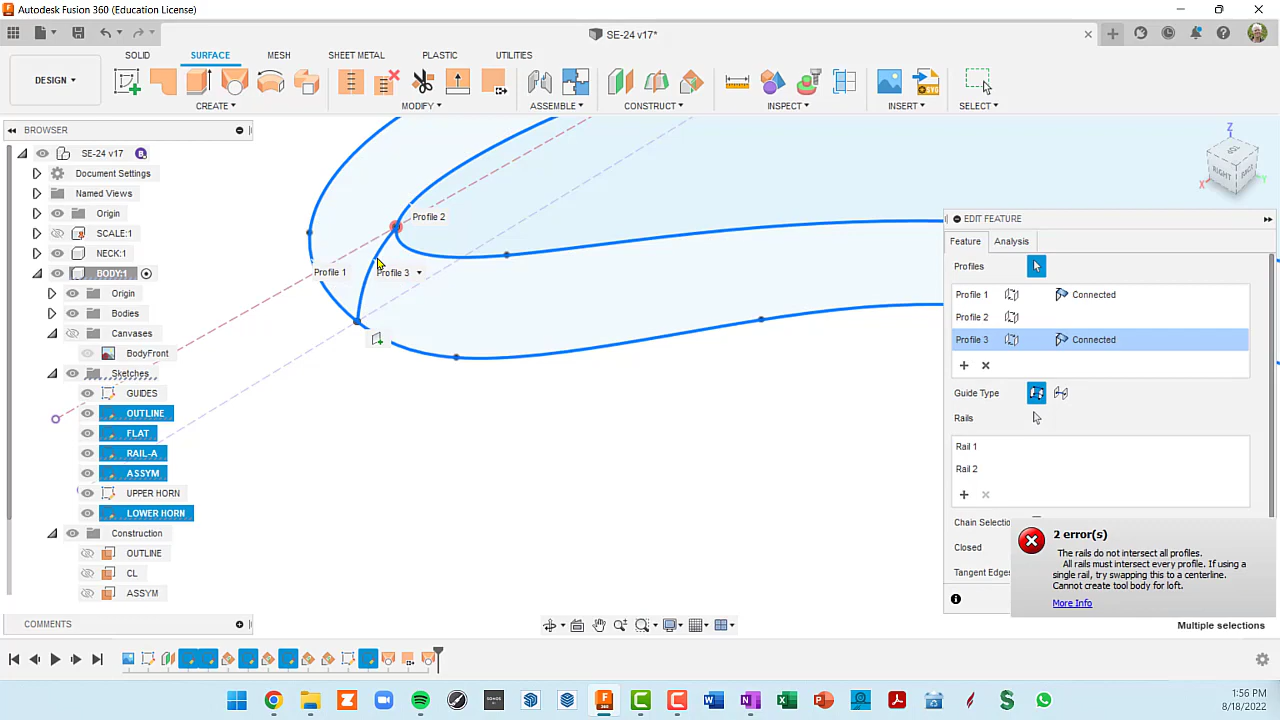 Autodesk Fusion 360 (Education License)
SE-24 v17*
DESIGN
SOLID
SURFACE
MESH
SHEET METAL
PLASTIC
UTILITIES
CREATE
MODIFY
ASSEMBLE
CONSTRUCT
INSPECT
INSERT
SELECT
BROWSER
SE-24 v17
Document Settings
Named Views
Origin
SCALE:1
NECK:1
BODY:1
Origin
Bodies
Canvases
BodyFront
Sketches
GUIDES
OUTLINE
FLAT
RAIL-A
ASSYM
UPPER HORN
LOWER HORN
Construction
OUTLINE
CL
ASSYM
COMMENTS
Profile 2
Profile 1
Profile 3
Z
X
Y
RIGHT
BACK
EDIT FEATURE
Feature
Analysis
Profiles
Profile 1 Connected
Profile 2
Profile 3 Connected
Guide Type
Rails
Rail 1
Rail 2
Chain Selectio
Closed
Tangent Edge
2 error(s)
The rails do not intersect all profiles.
All rails must intersect every profile. If using a
single rail, try swapping this to a centerline.
Cannot create tool body for loft.
More Info
Multiple selections
1:56 PM
8/18/2022